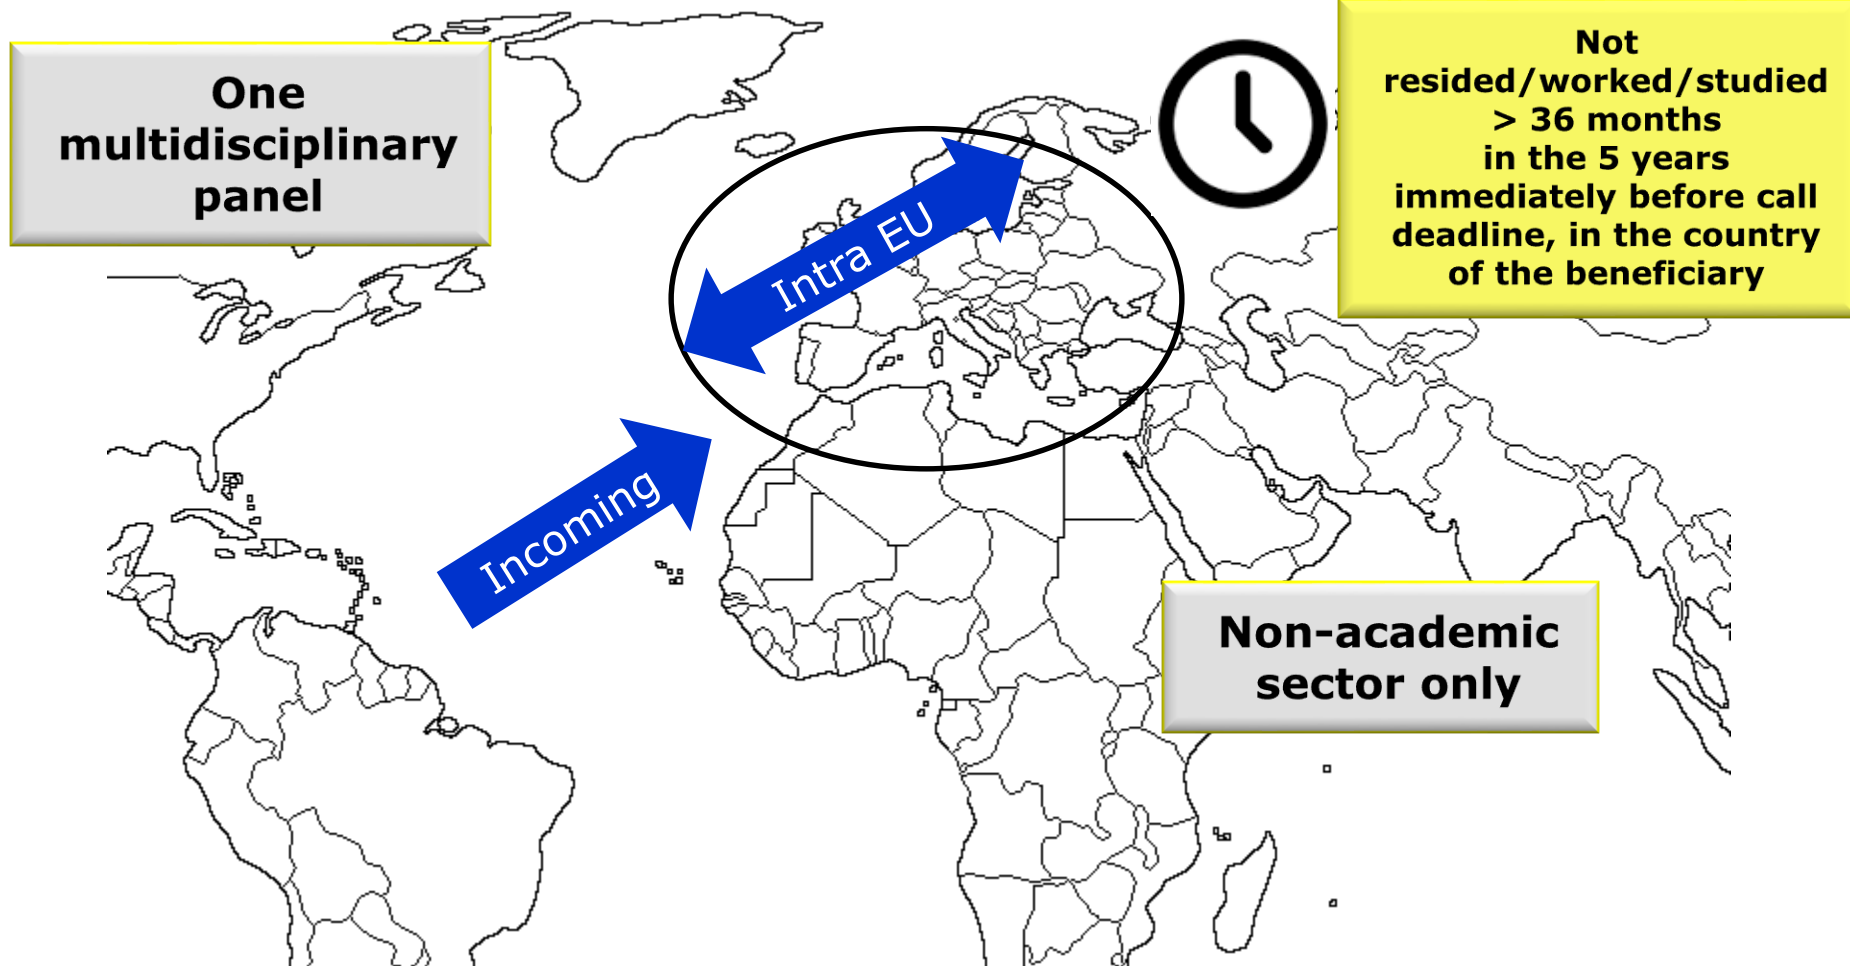 One
multidisciplinary
panel
Not
resided/worked/studied
> 36 months
in the 5 years
immediately before call
deadline, in the country
of the beneficiary
Intra EU
Incoming
Non-academic
sector only